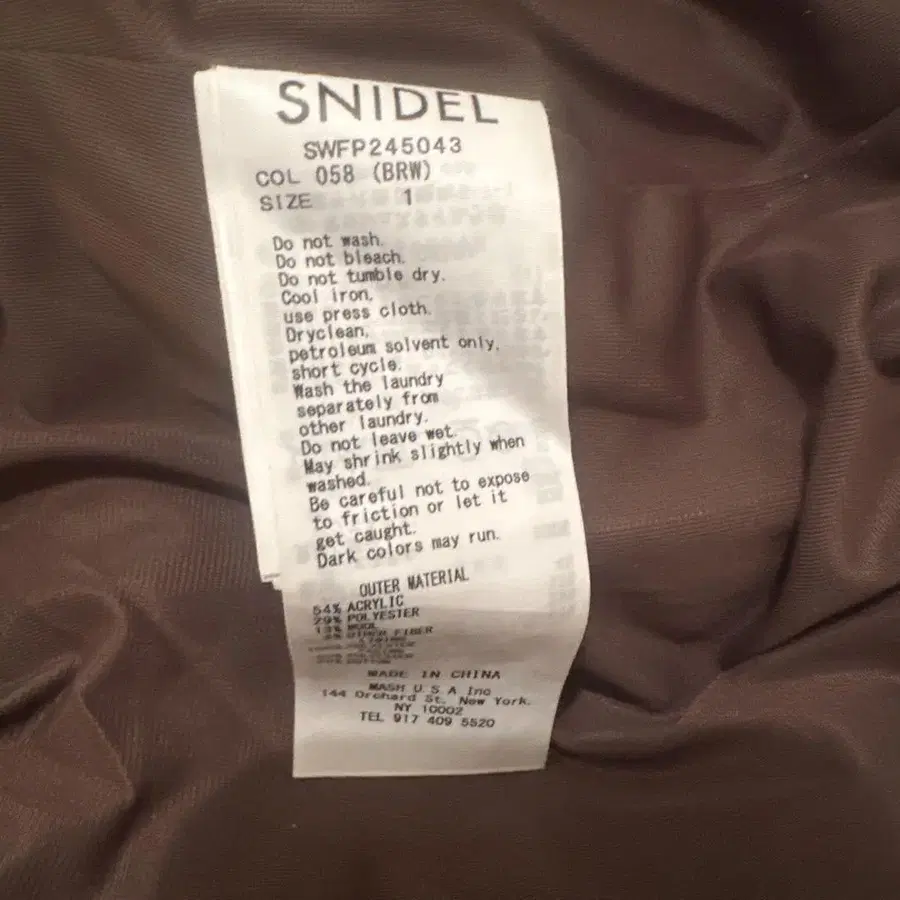 SNIDEL
SWFP245043
COL 058 (BRW)
SIZE 1
Do not wash.
Do not bleach.
Do not tumble dry.
Cool iron.
use press cloth.
Dryclean,
petroleum solvent only,
short cycle.
Wash the laundry
separately from
other laundry.
Do not leave wet.
May shrink slightly when
washed.
Be careful not to expose
to friction or let it
get caught.
Dark colors may run.
OUTER MATERIAL
54% ACRYLIC
29% POLYESTER
13% WOOL
OTHER FIBER
MADE IN CHINA
MASH U.S.A Inc
144 Orchard St. New York.
NY 10002
TEL 917 409 5520